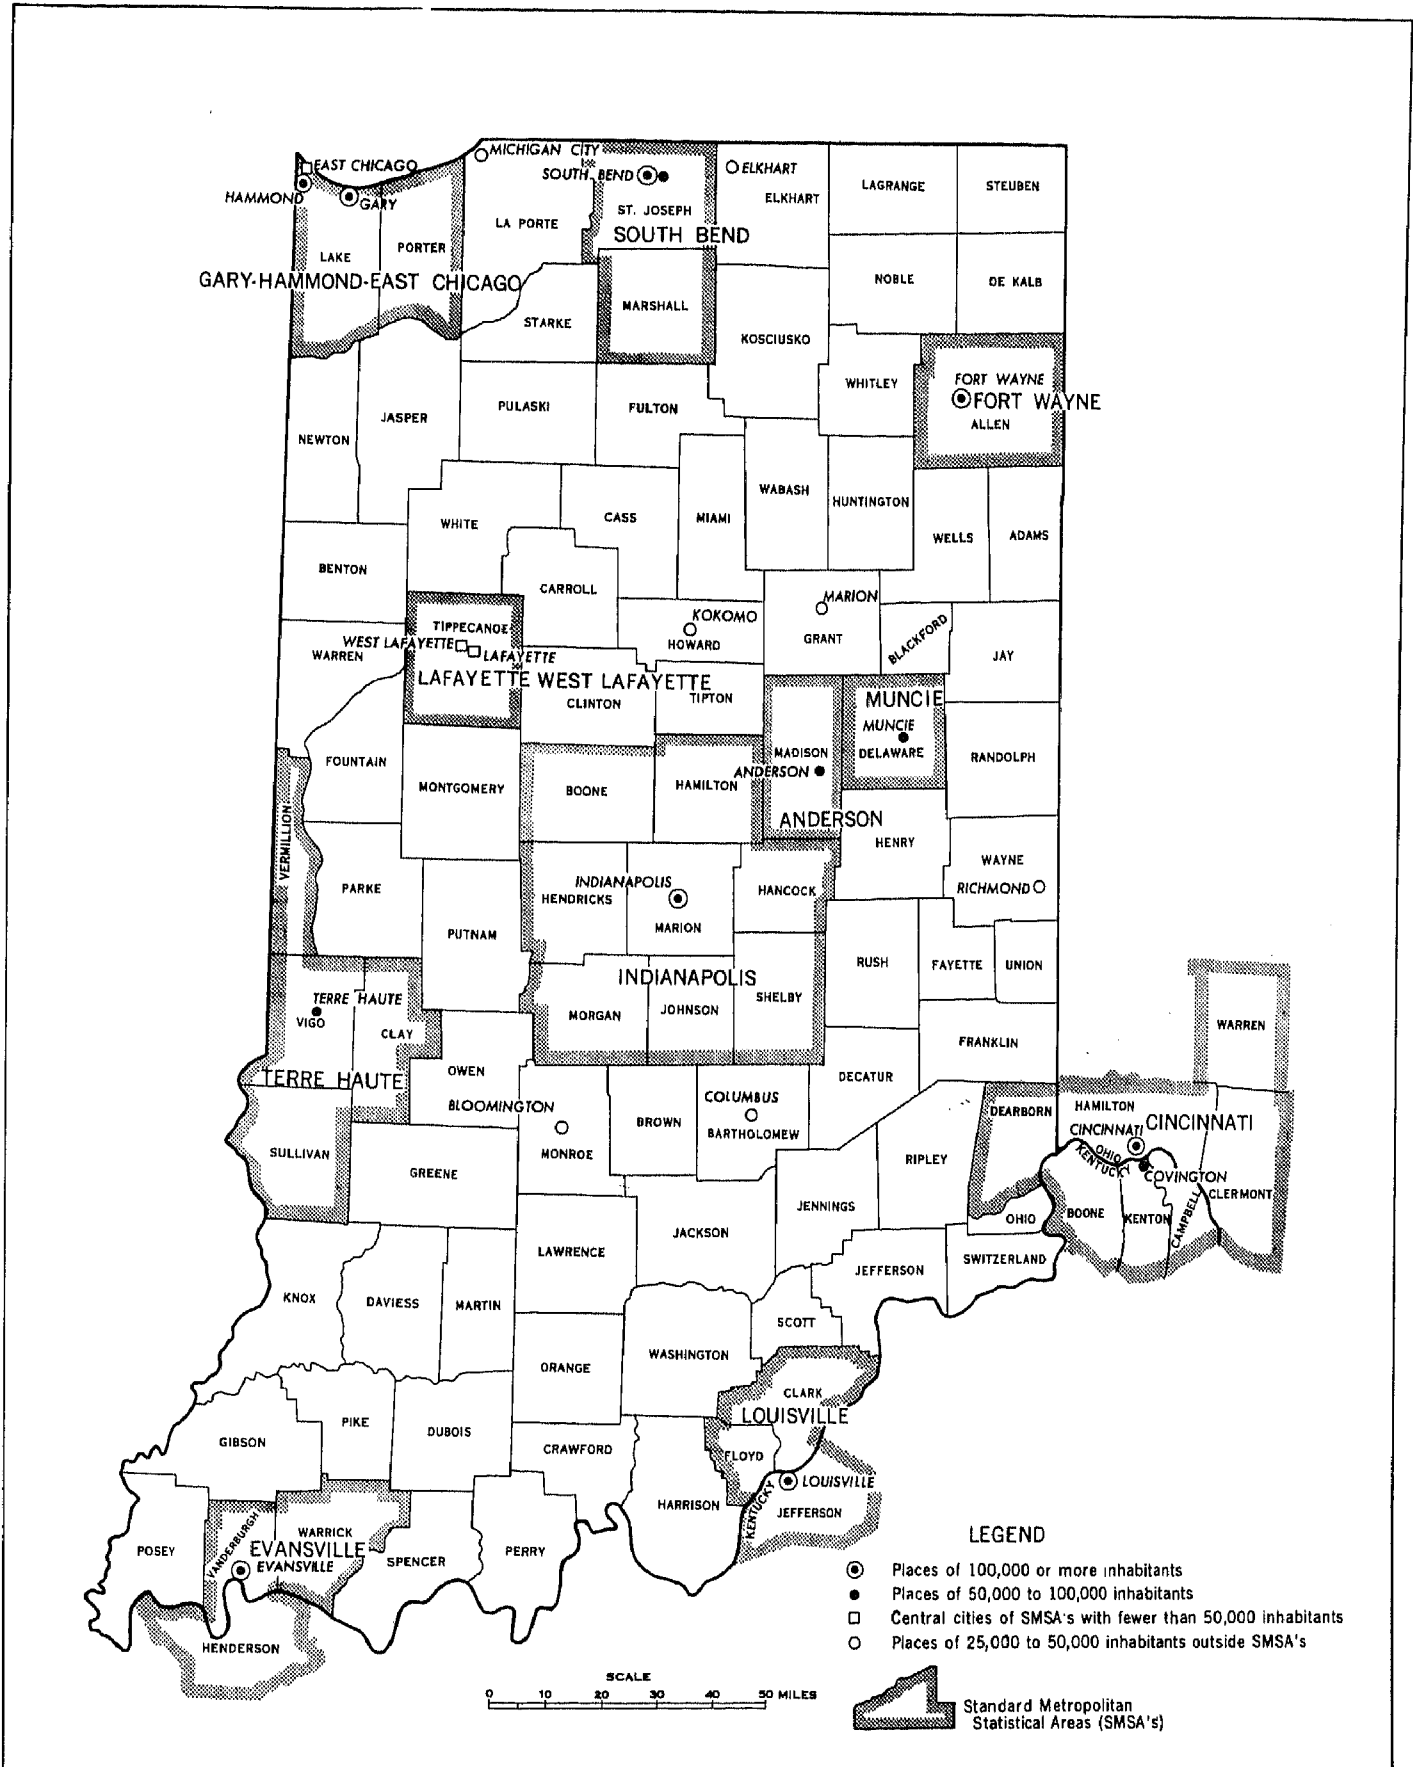 MICHIGAN CITY
EAST CHICAGO
SOUTH BEND
ELKHART
HAMMOND
GARY
ELKHART
LAGRANGE
STEUBEN
LA PORTE
ST. JOSEPH
SOUTH BEND
LAKE
PORTER
GARY-HAMMOND-EAST CHICAGO
NOBLE
DE KALB
MARSHALL
STARKE
KOSCIUSKO
WHITLEY
FORT WAYNE
FORT WAYNE
ALLEN
NEWTON
JASPER
PULASKI
FULTON
WHITE
CASS
MIAMI
WABASH
HUNTINGTON
WELLS
ADAMS
BENTON
CARROLL
MARION
KOKOMO
HOWARD
GRANT
BLACKFORD
JAY
TIPPECANOE
WEST LAFAYETTE
LAFAYETTE
WARREN
LAFAYETTE WEST LAFAYETTE
CLINTON
TIPTON
MUNCIE
MUNCIE
DELAWARE
MADISON
ANDERSON
ANDERSON
RANDOLPH
FOUNTAIN
MONTGOMERY
BOONE
HAMILTON
VERMILLION
HENRY
WAYNE
RICHMOND
PARKE
PUTNAM
INDIANAPOLIS
HENDRICKS
MARION
HANCOCK
INDIANAPOLIS
RUSH
FAYETTE
UNION
TERRE HAUTE
VIGO
CLAY
MORGAN
JOHNSON
SHELBY
WARREN
FRANKLIN
TERRE HAUTE
OWEN
DECATUR
BLOOMINGTON
COLUMBUS
BROWN
BARTHOLOMEW
DEARBORN
HAMILTON
CINCINNATI
CINCINNATI
SULLIVAN
GREENE
MONROE
RIPLEY
OHIO
KENTUCKY
COVINGTON
CLERMONT
BOONE
KENTON
CAMPBELL
OHIO
JENNINGS
JACKSON
LAWRENCE
SWITZERLAND
JEFFERSON
KNOX
DAVIESS
MARTIN
SCOTT
ORANGE
WASHINGTON
CLARK
LOUISVILLE
GIBSON
PIKE
DUBOIS
CRAWFORD
FLOYD
HARRISON
KENTUCKY
LOUISVILLE
JEFFERSON
POSEY
VANDERBURGH
WARRICK
EVANSVILLE
EVANSVILLE
SPENCER
PERRY
HENDERSON
LEGEND
Places of 100,000 or more inhabitants
Places of 50,000 to 100,000 inhabitants
Central cities of SMSA's with fewer than 50,000 inhabitants
Places of 25,000 to 50,000 inhabitants outside SMSA's
Standard Metropolitan
Statistical Areas (SMSA's)
SCALE
0 10 20 30 40 50 MILES